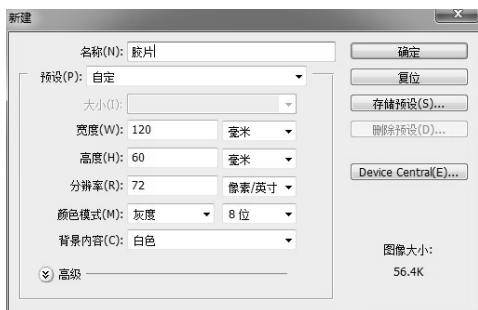 新建
名称(N): 胶片 确定
预设(P): 自定 复位
大小(I): 存储预设(S)...
宽度(W): 120 毫米 删除预设(D)...
高度(H): 60 毫米
分辨率(R): 72 像素/英寸 Device Central(E)...
颜色模式(M): 灰度 8 位
背景内容(C): 白色 图像大小:
高级 56.4K